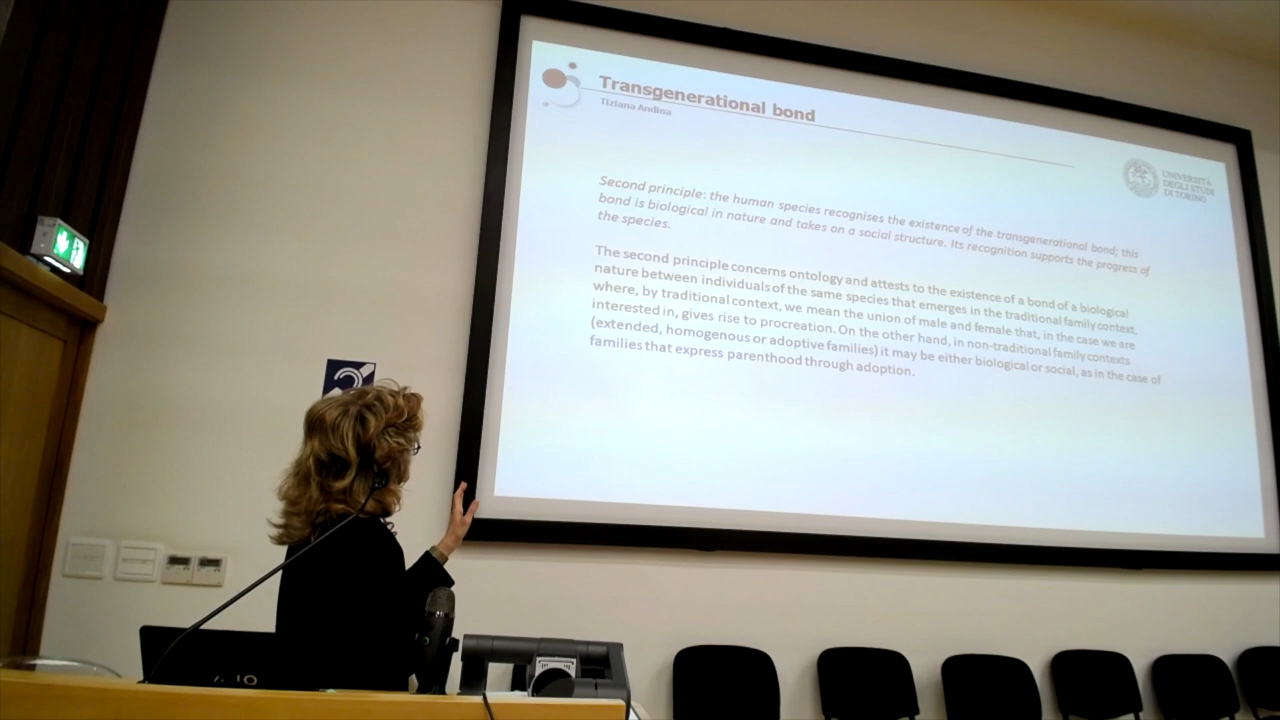 Transgenerational bond
Tiziana Andina
UNIVERSITÀ
DEGLI STUDI
DI TORINO
Second principle: the human species recognises the existence of the transgenerational bond; this
bond is biological in nature and takes on a social structure. Its recognition supports the progress of
the species.
The second principle concerns ontology and attests to the existence of a bond of a biological
nature between individuals of the same species that emerges in the traditional family context,
where, by traditional context, we mean the union of male and female that, in the case we are
interested in, gives rise to procreation. On the other hand, in non-traditional family contexts
(extended, homogenous or adoptive families) it may be either biological or social, as in the case of
families that express parenthood through adoption.